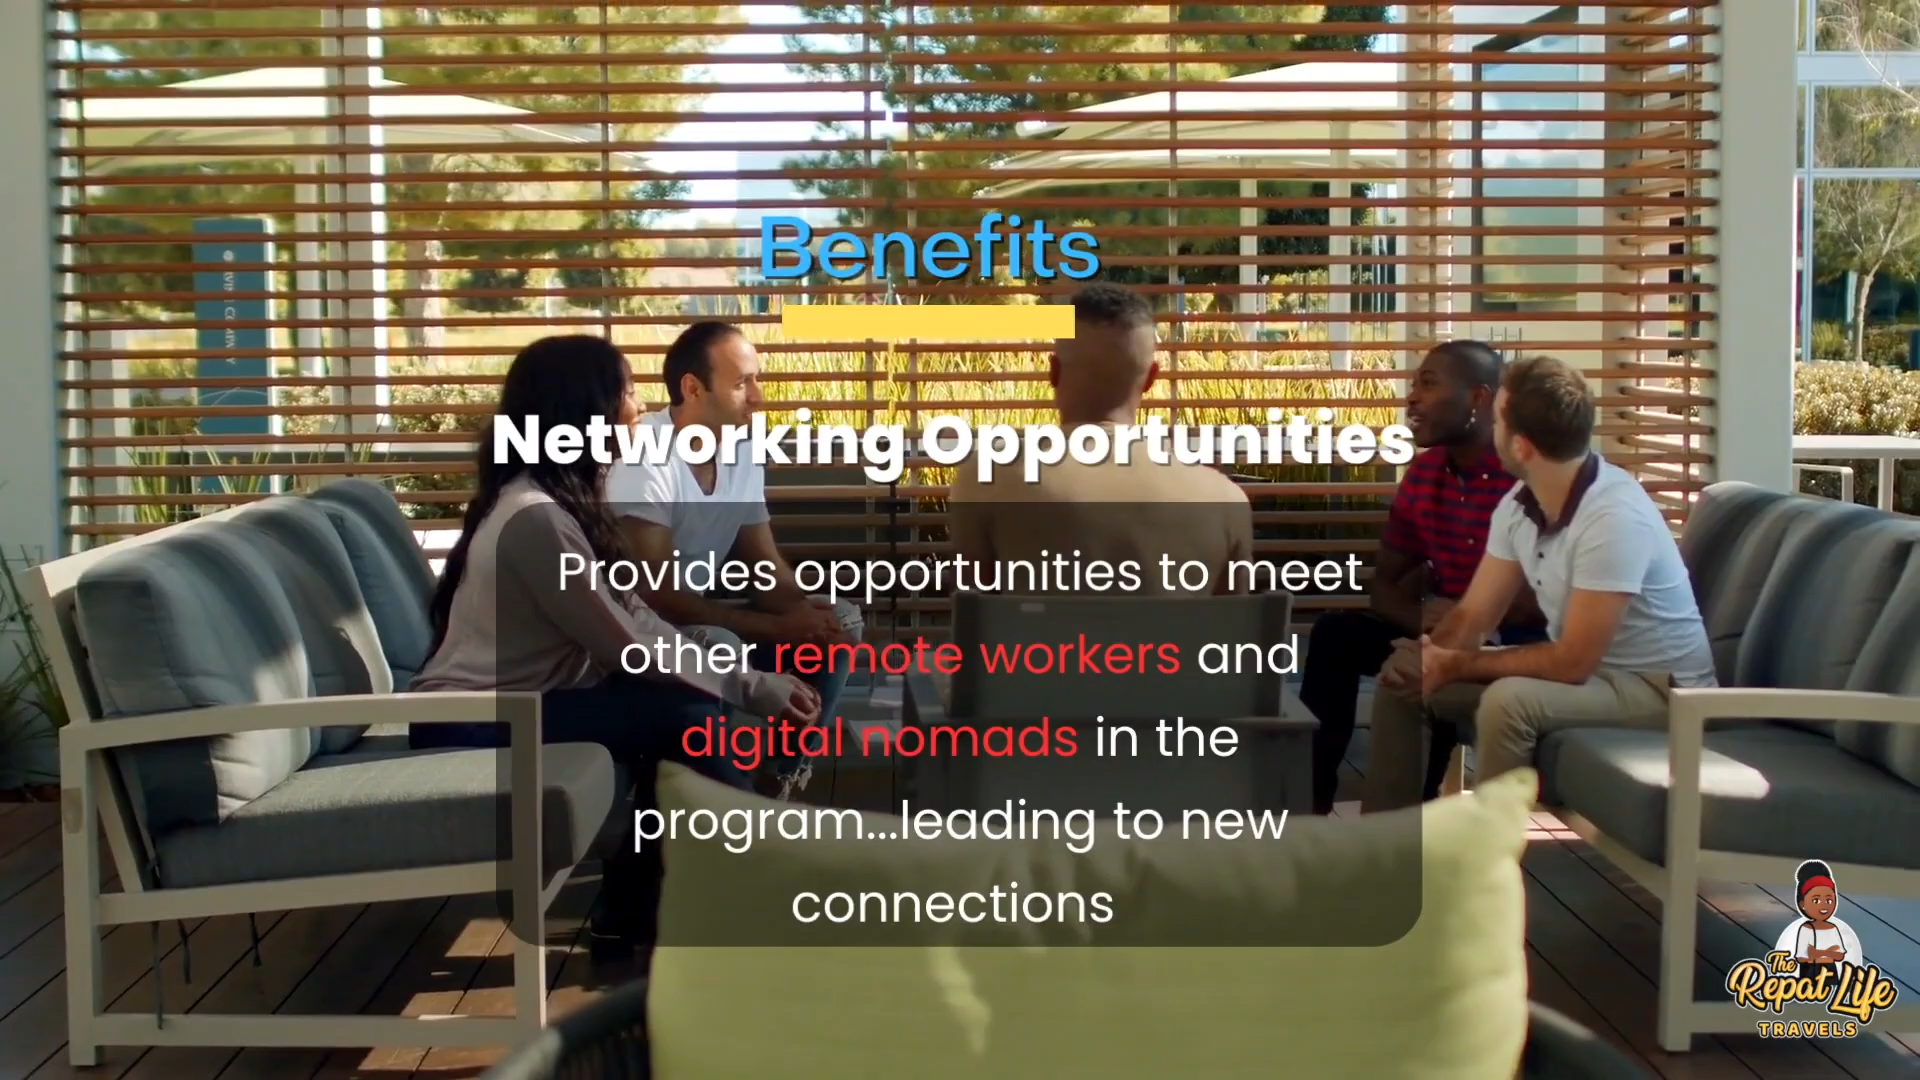 Benefits
Networking Opportunities
Provides opportunities to meet
other remote workers and
digital nomads in the
program...leading to new
connections
The
Repat Life
TRAVELS